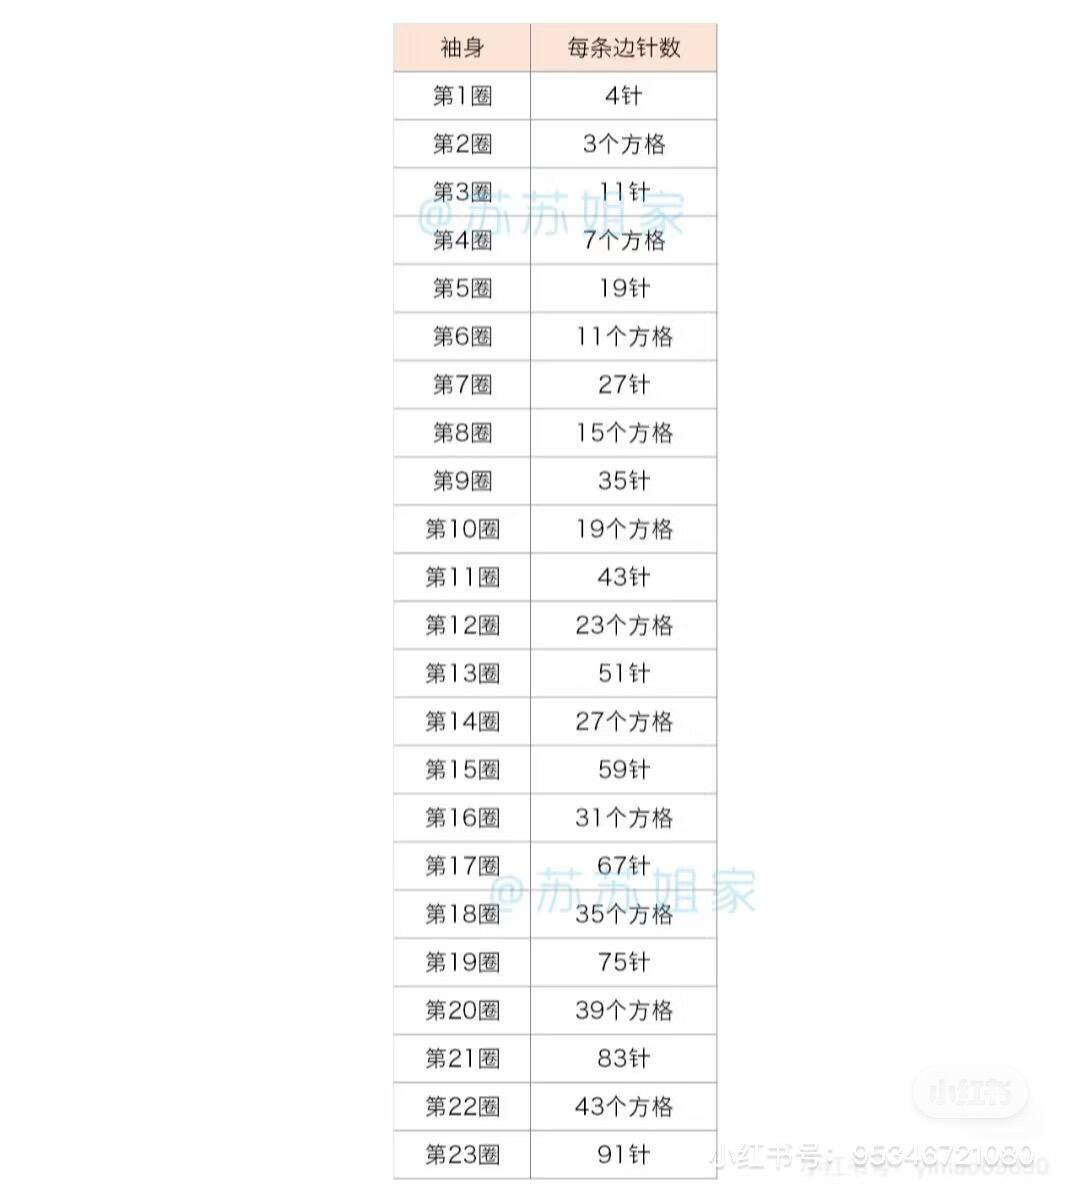 袖身 每条边针数
第1圈 4针
第2圈 3个方格
第3圈 11针
@苏苏姐家
第4圈 7个方格
第5圈 19针
第6圈 11个方格
第7圈 27针
第8圈 15个方格
第9圈 35针
第10圈 19个方格
第11圈 43针
第12圈 23个方格
第13圈 51针
第14圈 27个方格
第15圈 59针
第16圈 31个方格
第17圈 67针
@苏苏姐家
第18圈 35个方格
第19圈 75针
第20圈 39个方格
第21圈 83针
小红书
第22圈 43个方格
第23圈 91针
小红书号：95346721080